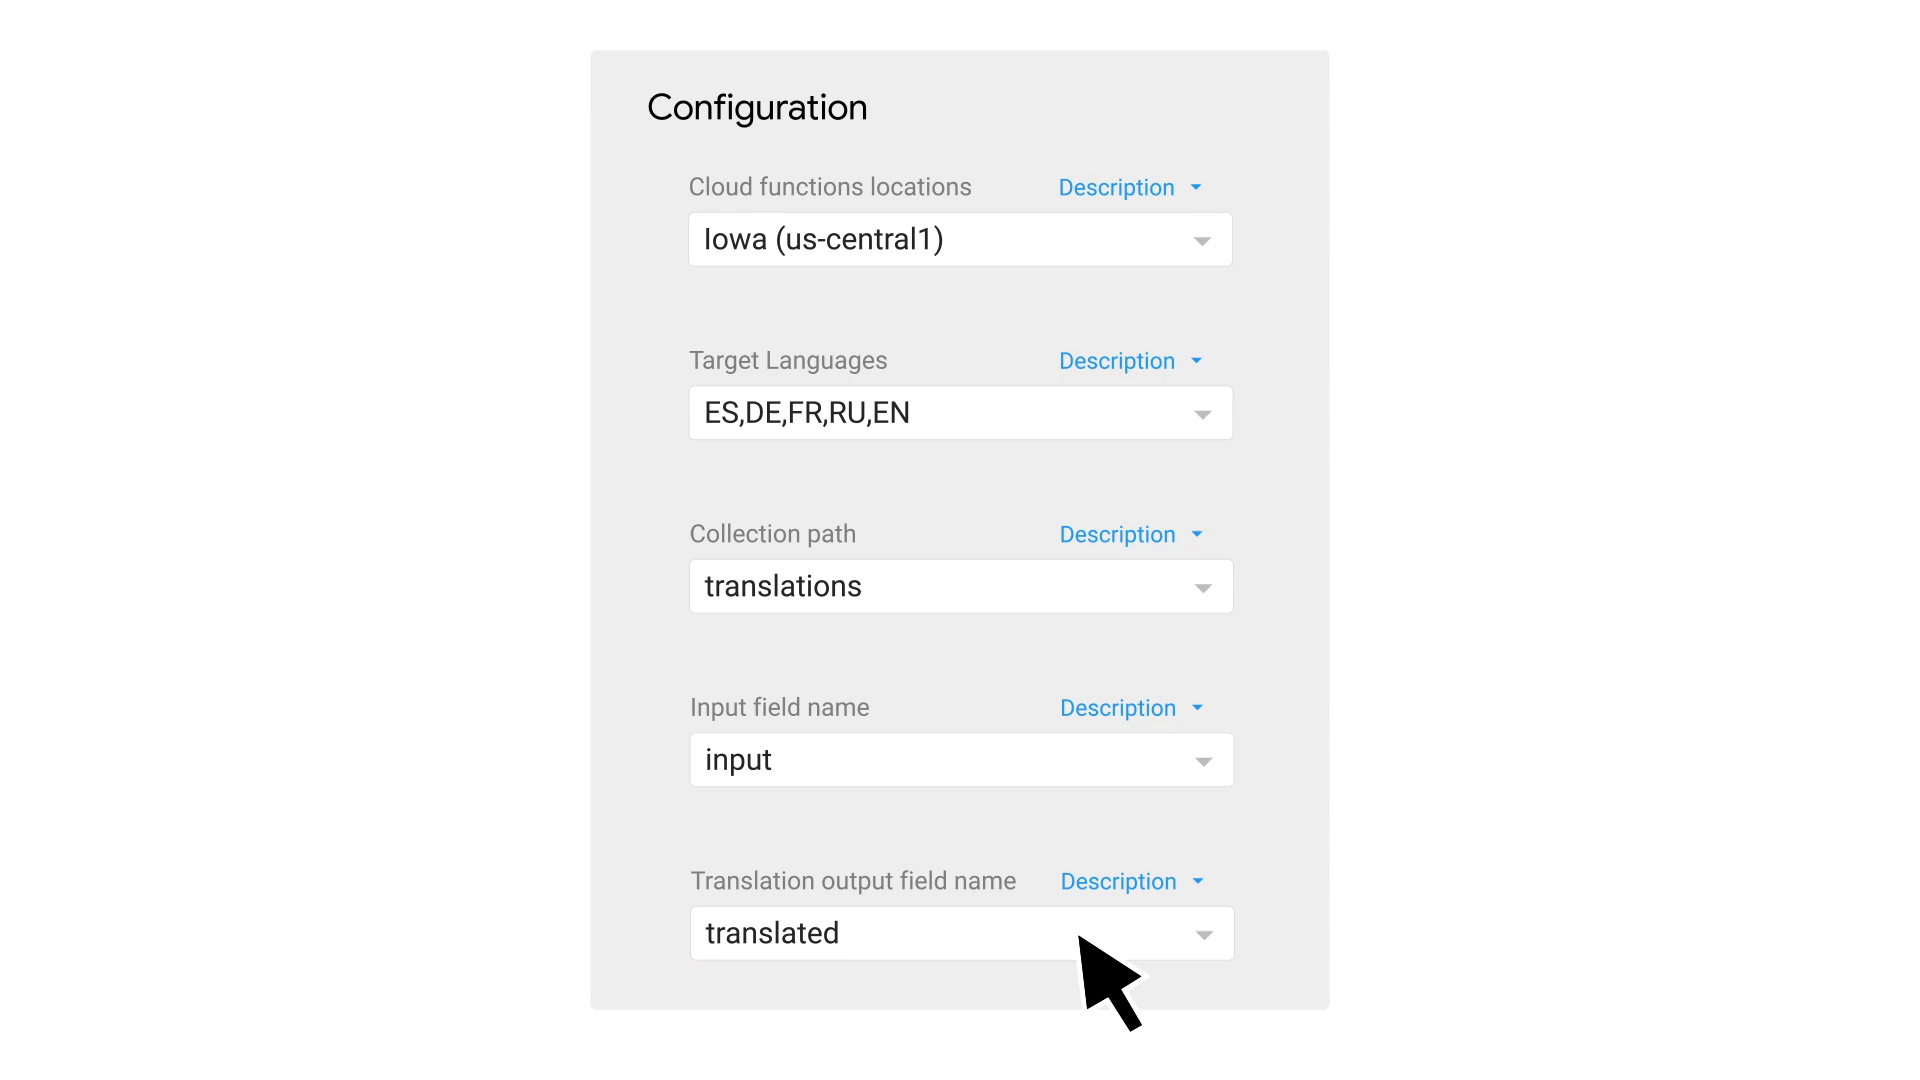 Configuration
Cloud functions locations Description
Iowa (us-central1)
Target Languages Description
ES,DE,FR,RU,EN
Collection path Description
translations
Input field name Description
input
Translation output field name Description
translated